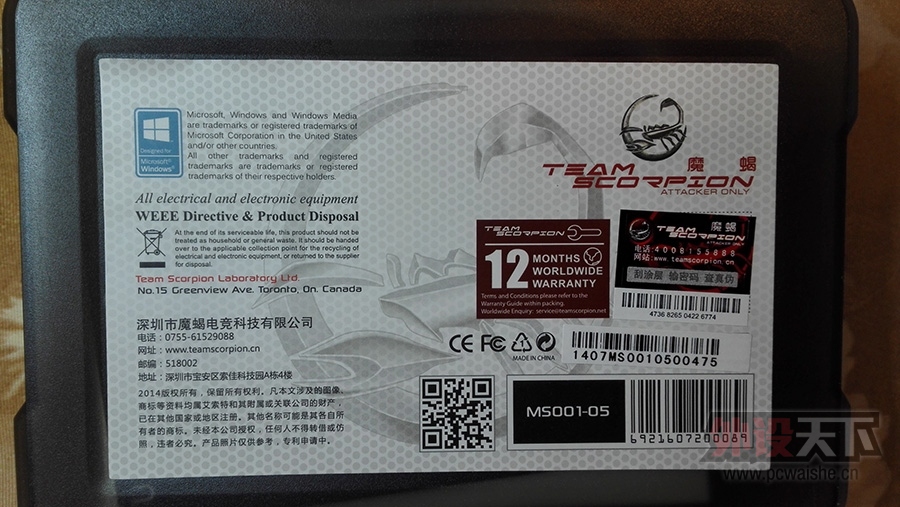 Microsoft, Windows and Windows Media
are trademarks or registered trademarks of
Microsoft Corporation in the United States
and/or other countries.
All other trademarks and registered
trademarks are trademarks or registered
trademarks of their respective holders.
Designed for
Microsoft®
Windows®
All electrical and electronic equipment
WEEE Directive & Product Disposal
At the end of its serviceable life, this product should not be
treated as household or general waste. It should be handed
over to the applicable collection point for the recycling of
electrical and electronic equipment, or returned to the supplier
for disposal.
Team Scorpion Laboratory Ltd.
No.15 Greenview Ave. Toronto, On. Canada
深圳市魔蝎电竞科技有限公司
电话：0755-61529088
网址：www.teamscorpion.cn
邮编：518002
地址：深圳市宝安区索佳科技园A栋4楼
2014版权所有，保留所有权利。凡本文涉及的图像、
商标等资料均属艾索特和其附属或关联公司的财产，
已在其他国家或地区注册。其他名称可能是其各自所
有者的商标。未经本公司授权，任何人不得转借或仿
照，违者必究。产品照片仅供参考，专利申请中。
TEAM 魔蝎
SCORPION
ATTACKER ONLY
TEAM
SCORPION
12 MONTHS
WORLDWIDE
WARRANTY
Terms and Conditions please refer to the
Warranty Guide within packing.
Worldwide Enquiry: service@teamscorpion.net
TEAM 魔蝎
SCORPION
ATTACKER ONLY
电话:4008155888
网站:www.teamscorpion.cn
刮涂层 输密码 查真伪
4736 8265 0422 6774
CE FC
MADE IN CHINA
1407MS0010500475
MS001-05
6921607200089
外设天下
www.pcwaishe.cn